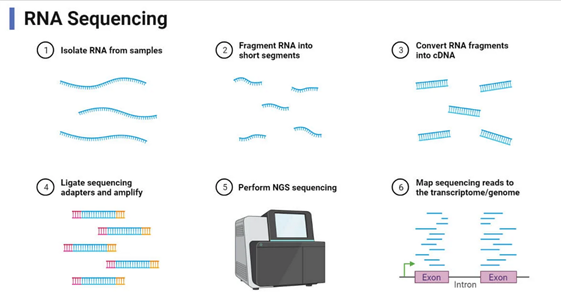 RNA Sequencing
1 Isolate RNA from samples
2 Fragment RNA into
short segments
3 Convert RNA fragments
into cDNA
4 Ligate sequencing
adapters and amplify
5 Perform NGS sequencing
6 Map sequencing reads to
the transcriptome/genome
Exon
Intron
Exon